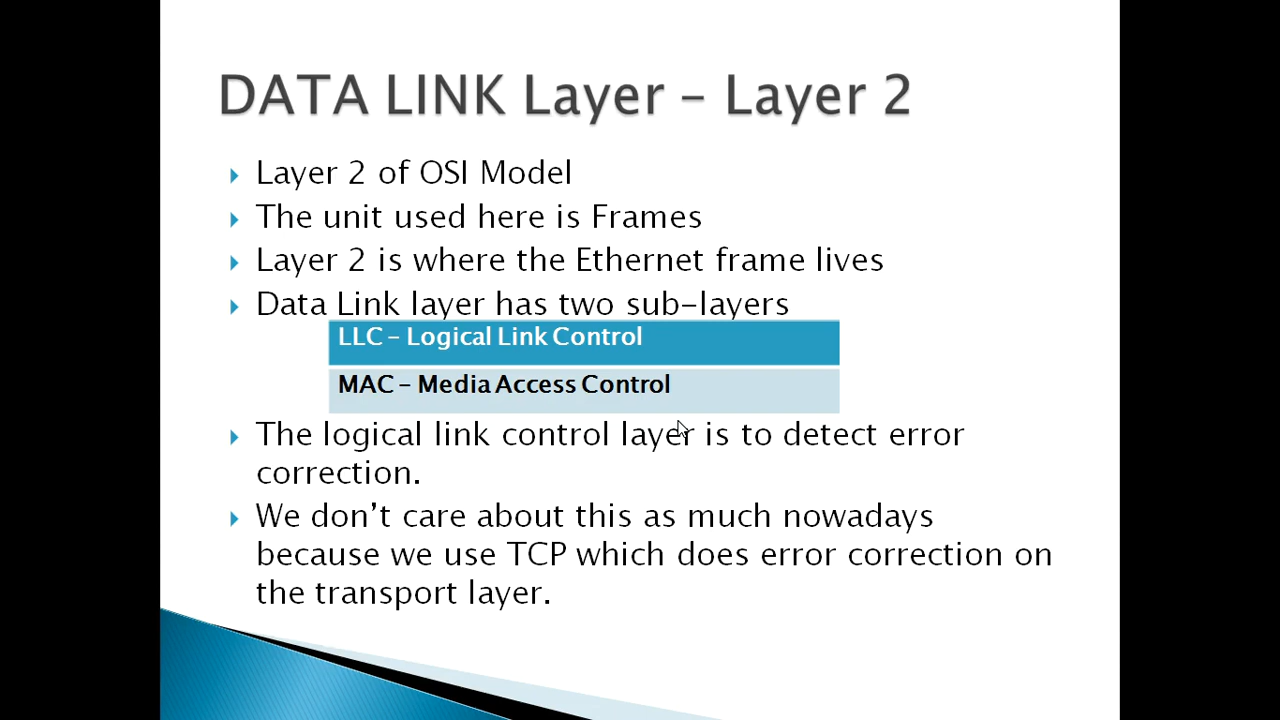 DATA LINK Layer – Layer 2
Layer 2 of OSI Model
The unit used here is Frames
Layer 2 is where the Ethernet frame lives
Data Link layer has two sub-layers
LLC – Logical Link Control
MAC – Media Access Control
The logical link control layer is to detect error
correction.
We don’t care about this as much nowadays
because we use TCP which does error correction on
the transport layer.